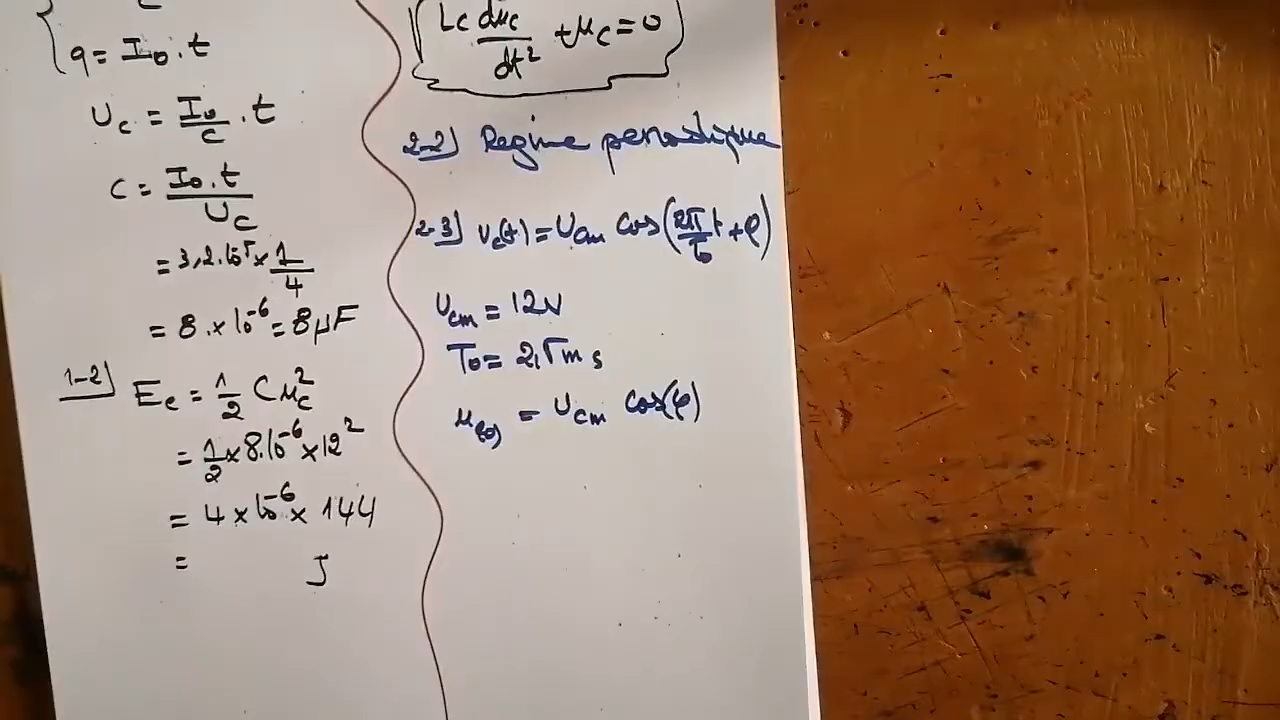 q = I₀ . t
U_c = I₀/C . t
C = I₀ . t / U_c
= 3,2.10⁻⁵ × 1/4
= 8 . × 10⁻⁶ = 8μF
1-2) E_e = 1/2 C u_c²
= 1/2 × 8.10⁻⁶ × 12²
= 4 × 10⁻⁶ × 144
= J
LC du_c/dt² + u_c = 0
2-2) Regime periodique
2-3) u_c(t) = U_cm cos(2π/T₀ t + φ)
U_cm = 12V
T₀ = 2,5 ms
u_(0) = U_cm cos(φ)